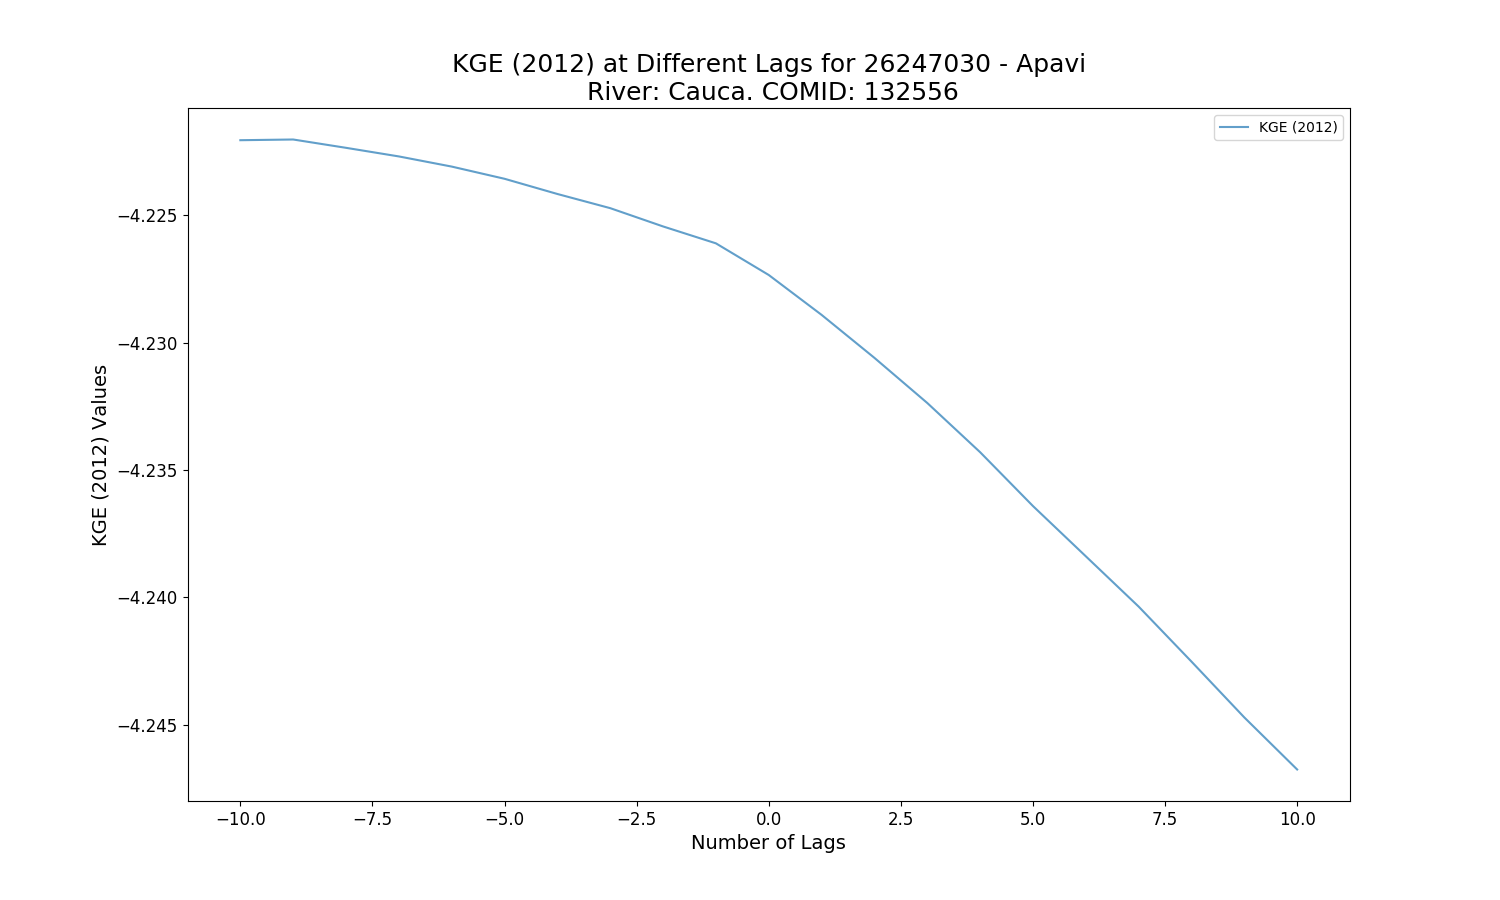 KGE (2012) at Different Lags for 26247030 - Apavi
River: Cauca. COMID: 132556
KGE (2012)
−4.225
−4.230
−4.235
−4.240
−4.245
KGE (2012) Values
−10.0 −7.5 −5.0 −2.5 0.0 2.5 5.0 7.5 10.0
Number of Lags